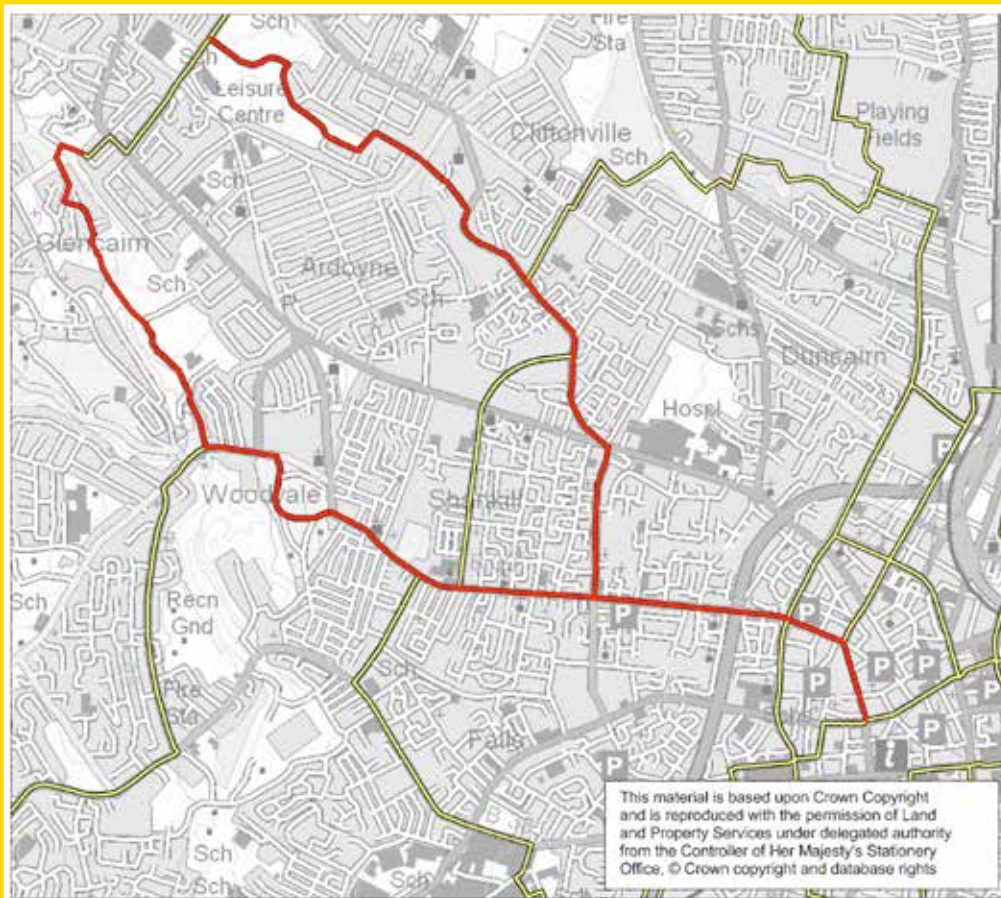 Sch
Fire
Sta
Sch
Leisure
Centre
Playing
Fields
Cliftonville
Sch
Sch
Glencairn
Ardoyne
Sch
Sch
Schs
Duncairn
Hospl
Woodvale
Shankill
P
Sch
Recn
Gnd
P
P
Sch
P
P
P
Fire
Sta
Schs
P
Falls
P
P
i
Sch
Sch
Sch
This material is based upon Crown Copyright
and is reproduced with the permission of Land
and Property Services under delegated authority
from the Controller of Her Majesty's Stationery
Office, © Crown copyright and database rights